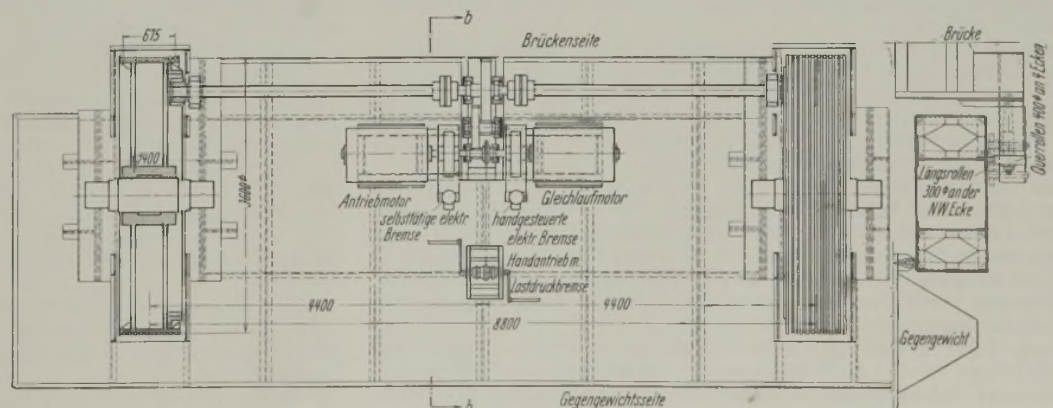 b
675
Brückenseite
Brücke
Querrollen 400⌀ an 4 Ecken
1400
3600⌀
Antriebmotor
selbsttätige elektr.
Bremse
Gleichlaufmotor
handgesteuerte
elektr. Bremse
Handantrieb m.
Lastdruckbremse
Längsrollen
300⌀ an der
NW Ecke
4400
4400
8800
Gegengewicht
Gegengewichtsseite
b